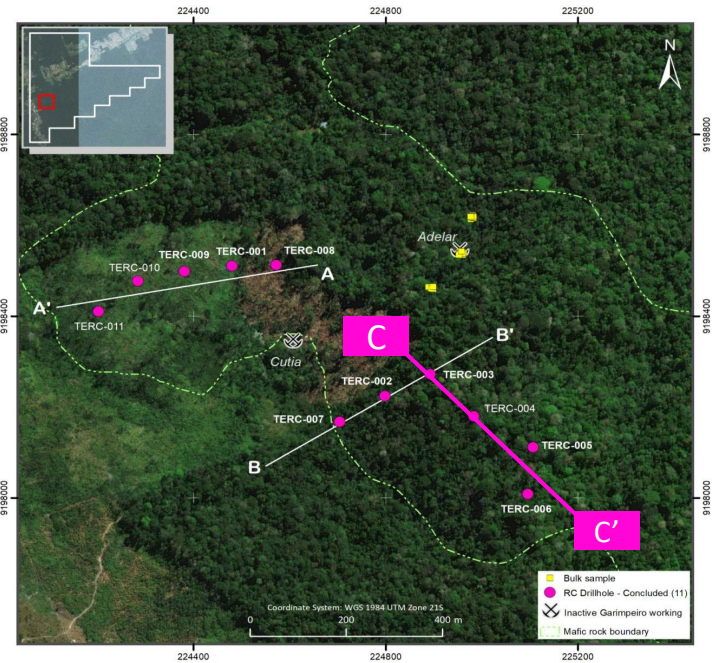 224400 224800 225200
N
9198800 9198800
Adelar
TERC-009 TERC-001 TERC-008
TERC-010
A
A'
TERC-011
9198400 9198400
C
B'
Cutia
TERC-002 TERC-003
TERC-004
TERC-007
TERC-005
B
TERC-006
9198000 9198000
C’
Bulk sample
RC Drillhole - Concluded (11)
Inactive Garimpeiro working
Mafic rock boundary
Coordinate System: WGS 1984 UTM Zone 21S
0 200 400 m
224400 224800 225200